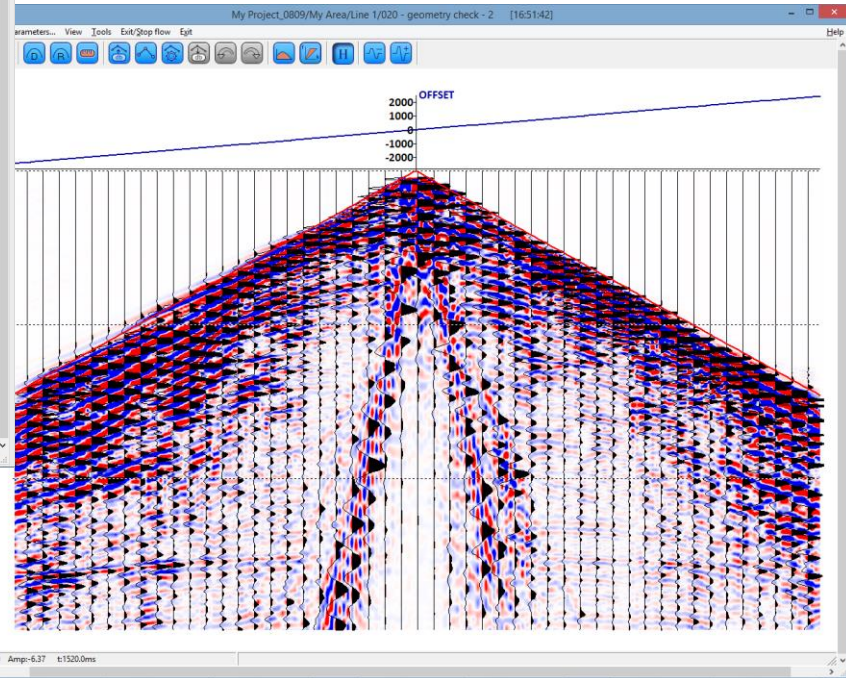 My Project_0809/My Area/Line 1/020 - geometry check - 2 [16:51:42]
arameters... View Tools Exit/Stop flow Exit Help
D R H
OFFSET
2000
1000
0
-1000
-2000
Amp:-6.37 t:1520.0ms